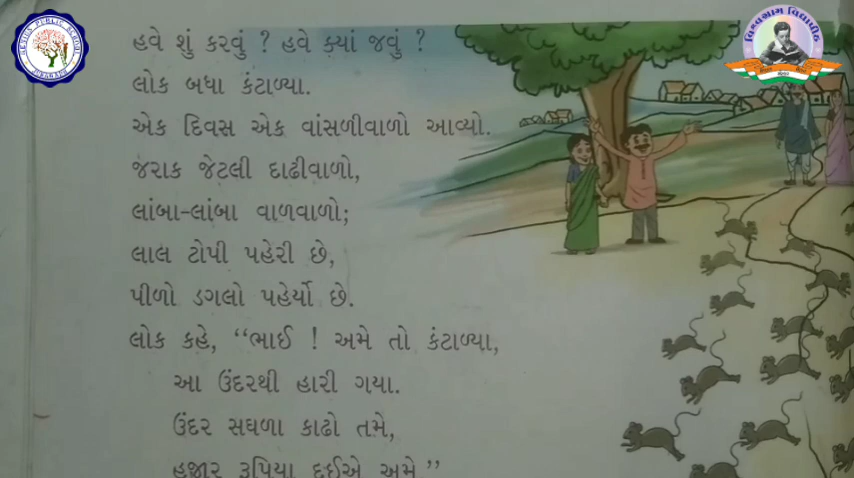 હવે શું કરવું ? હવે ક્યાં જવું ?
લોક બધા કંટાળ્યા.
એક દિવસ એક વાંસળીવાળો આવ્યો.
જરાક જેટલી દાઢીવાળો,
લાંબા-લાંબા વાળવાળો;
લાલ ટોપી પહેરી છે,
પીળો ડગલો પહેર્યો છે.
લોક કહે, “ભાઈ ! અમે તો કંટાળ્યા,
આ ઉંદરથી હારી ગયા.
ઉંદર સઘળા કાઢો તમે,
હજાર રૂપિયા દઈએ અમે”
વિશ્વગ્રામ વિદ્યાપીઠ